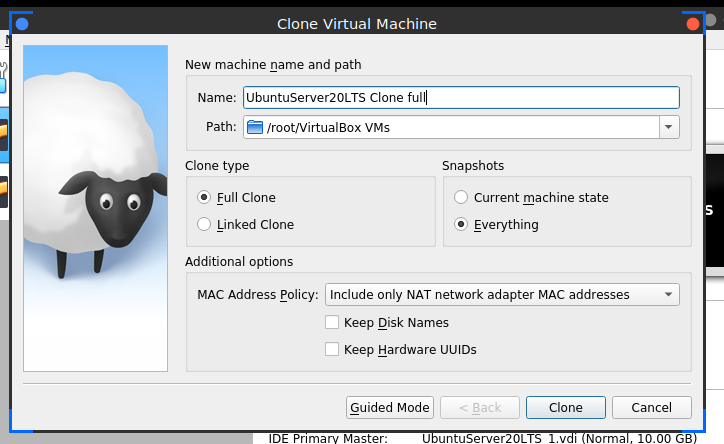 Clone Virtual Machine
New machine name and path
Name: UbuntuServer20LTS Clone full
Path: /root/VirtualBox VMs
Clone type
Snapshots
Full Clone
Current machine state
Linked Clone
Everything
Additional options
MAC Address Policy: Include only NAT network adapter MAC addresses
Keep Disk Names
Keep Hardware UUIDs
Guided Mode < Back Clone Cancel
IDE Primary Master: UbuntuServer20LTS_1.vdi (Normal, 10.00 GB)